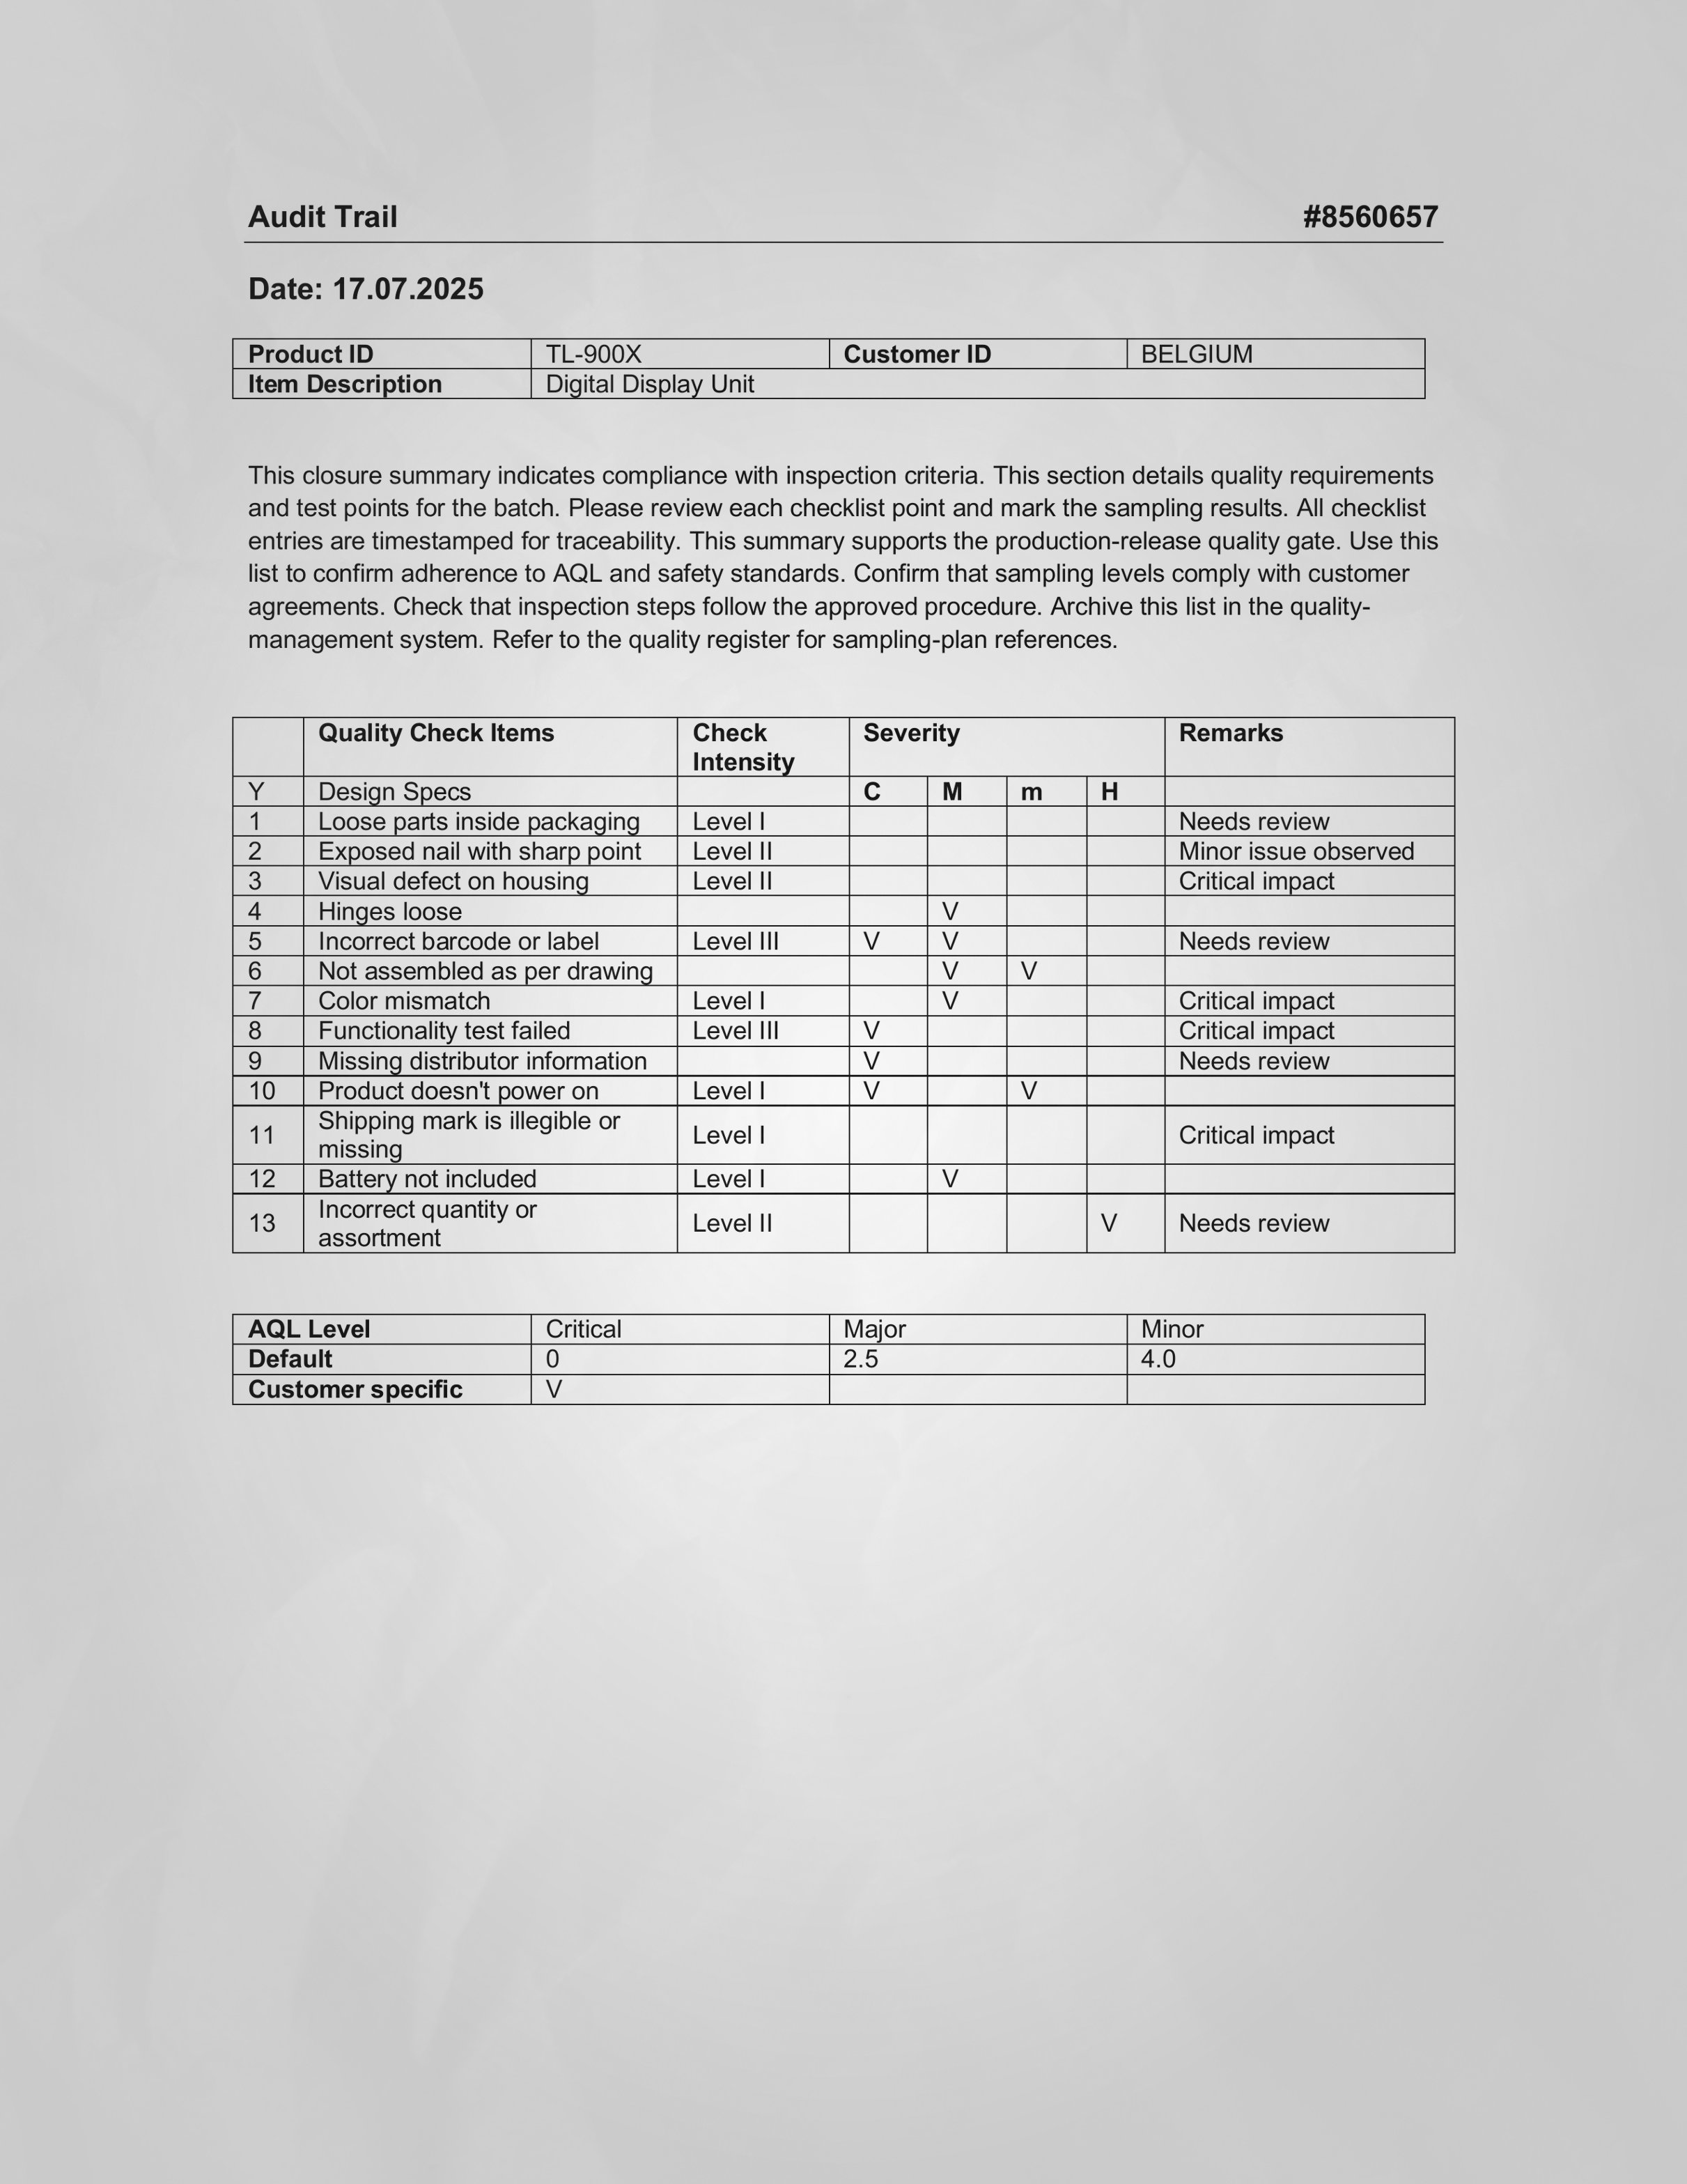 Audit Trail #8560657
Date: 17.07.2025
Product ID TL-900X Customer ID BELGIUM
Item Description Digital Display Unit
This closure summary indicates compliance with inspection criteria. This section details quality requirements
and test points for the batch. Please review each checklist point and mark the sampling results. All checklist
entries are timestamped for traceability. This summary supports the production-release quality gate. Use this
list to confirm adherence to AQL and safety standards. Confirm that sampling levels comply with customer
agreements. Check that inspection steps follow the approved procedure. Archive this list in the quality-
management system. Refer to the quality register for sampling-plan references.
Quality Check Items Check Severity Remarks
Intensity
Y Design Specs C M m H
1 Loose parts inside packaging Level I Needs review
2 Exposed nail with sharp point Level II Minor issue observed
3 Visual defect on housing Level II Critical impact
4 Hinges loose V
5 Incorrect barcode or label Level III V V Needs review
6 Not assembled as per drawing V V
7 Color mismatch Level I V Critical impact
8 Functionality test failed Level III V Critical impact
9 Missing distributor information V Needs review
10 Product doesn't power on Level I V V
11 Shipping mark is illegible or
missing Level I Critical impact
12 Battery not included Level I V
13 Incorrect quantity or
assortment Level II V Needs review
AQL Level Critical Major Minor
Default 0 2.5 4.0
Customer specific V